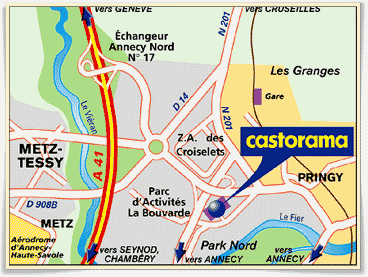 vers GENEVE
vers CRUSEILLES
Échangeur
Annecy Nord
N° 17
N 201
Les Granges
Gare
D 14
Le Viéran
N 201
Z.A. des
Croiselets
castorama
METZ-
TESSY
A 41
PRINGY
Parc
d'Activités
La Bouvarde
D 908B
METZ
Le Fier
Aérodrome
d'Annecy-
Haute-Savoie
vers SEYNOD,
CHAMBÉRY
Park Nord
vers ANNECY
vers
ANNECY